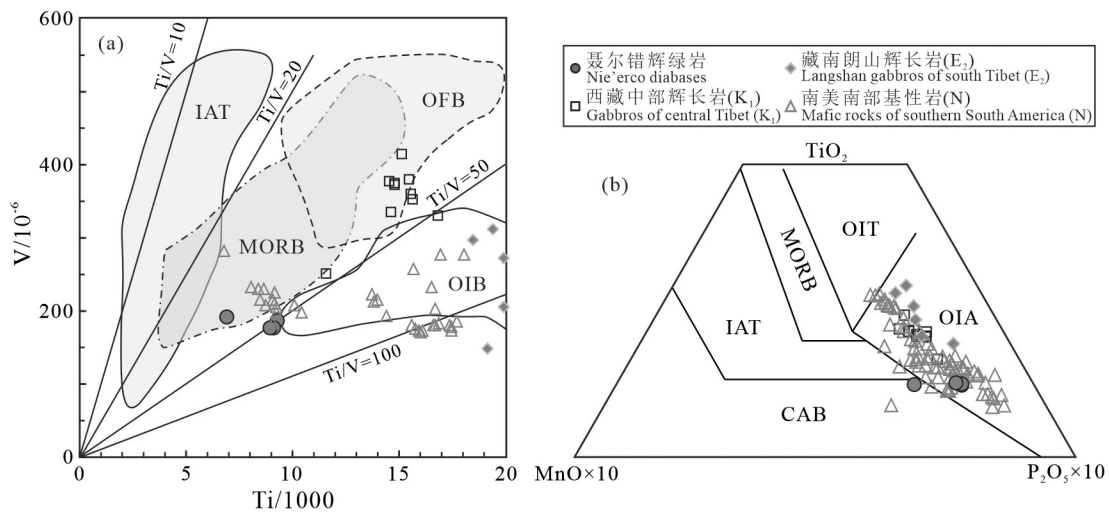 (a)
600
400
200
0
V/10⁻⁶
Ti/V=10
Ti/V=20
Ti/V=50
Ti/V=100
IAT
OFB
MORB
OIB
0
5
10
15
20
Ti/1000
聂尔错辉绿岩
Nie'erco diabases
西藏中部辉长岩(K₁)
Gabbros of central Tibet (K₁)
藏南朗山辉长岩(E₂)
Langshan gabbros of south Tibet (E₂)
南美南部基性岩(N)
Mafic rocks of southern South America (N)
(b)
TiO₂
OIT
MORB
IAT
OIA
CAB
MnO×10
P₂O₅×10